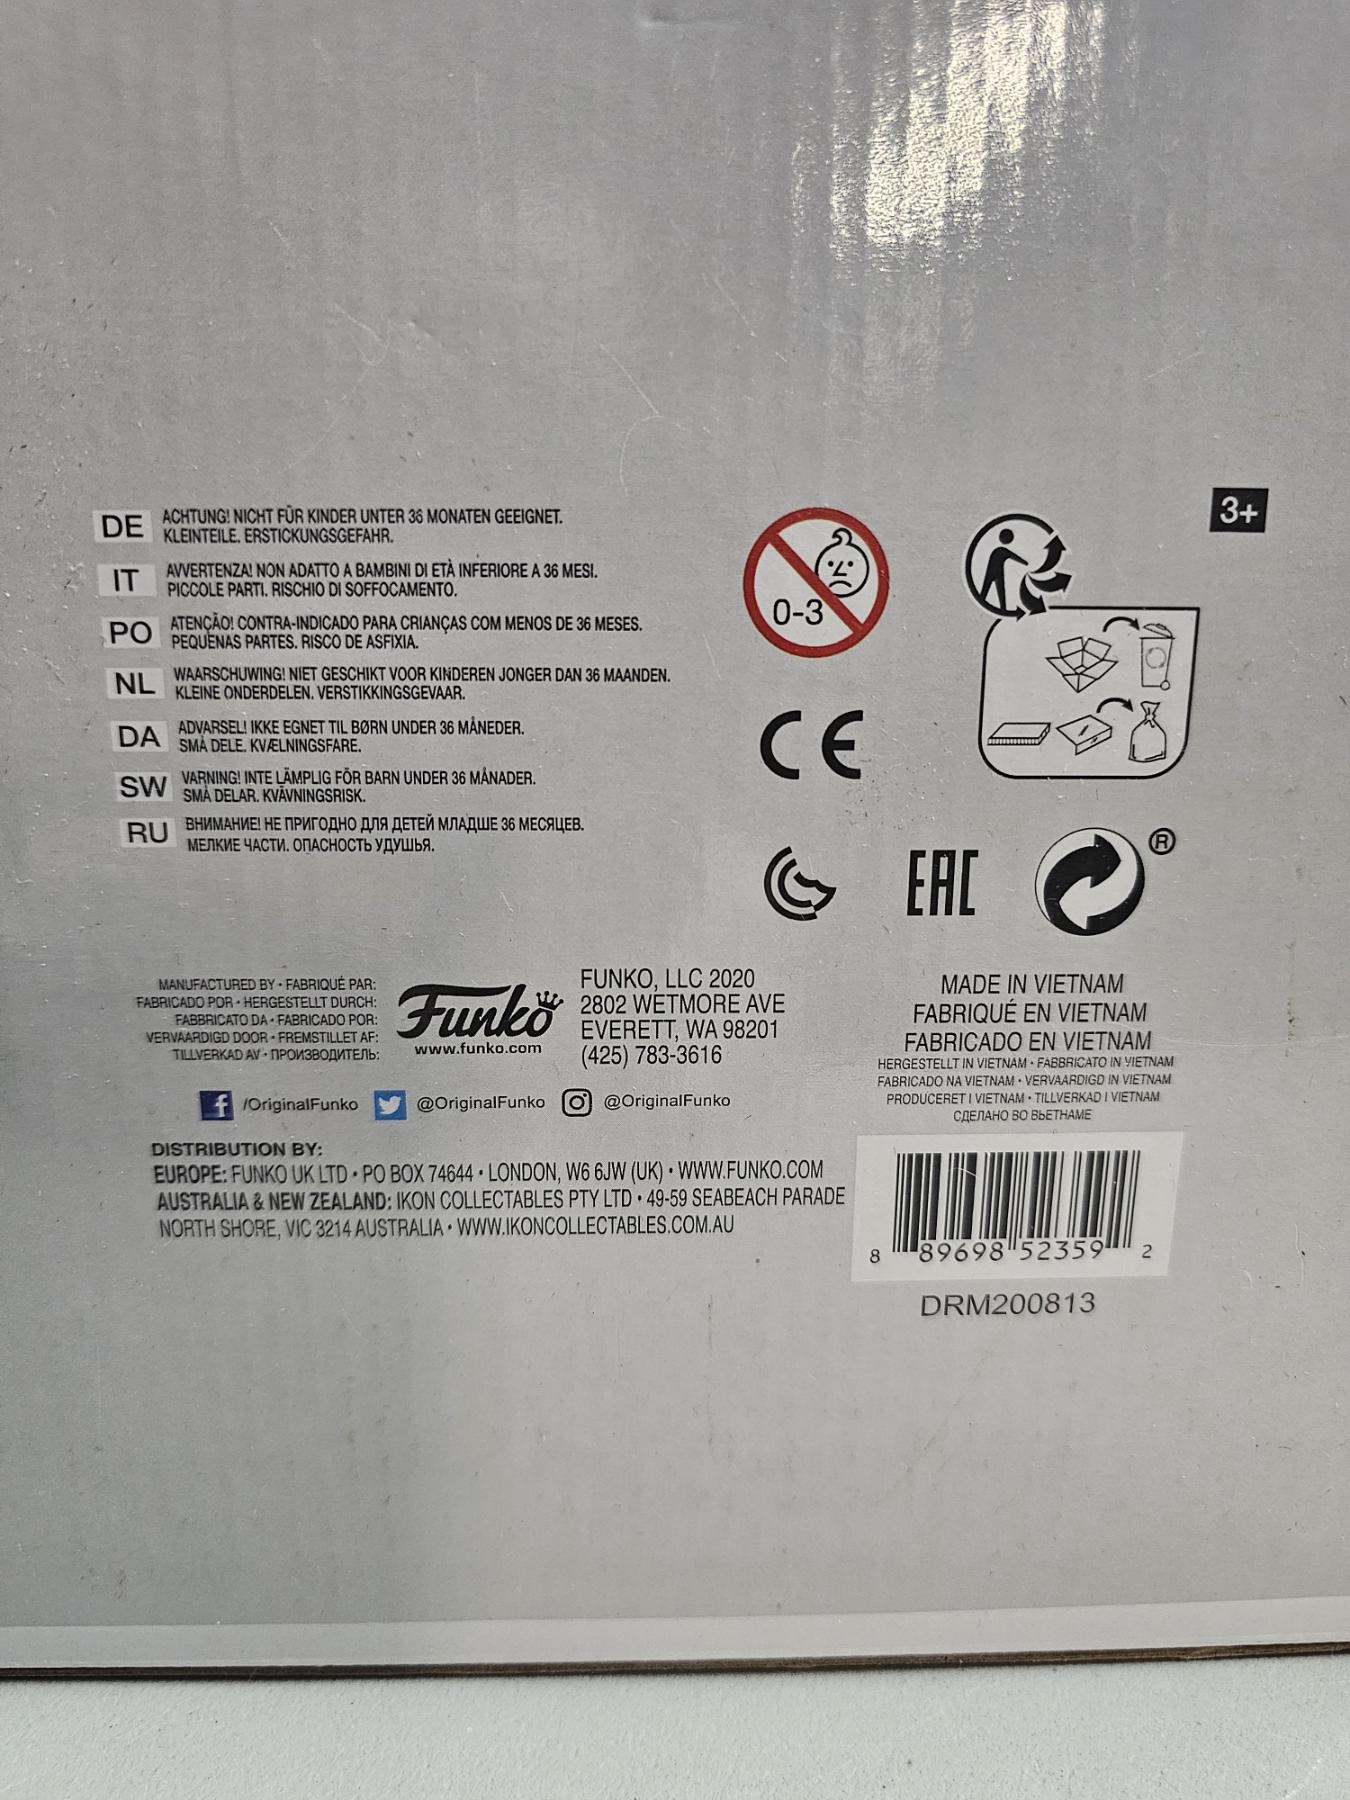 3+
DE ACHTUNG! NICHT FÜR KINDER UNTER 36 MONATEN GEEIGNET.
KLEINTEILE. ERSTICKUNGSGEFAHR.
IT AVVERTENZA! NON ADATTO A BAMBINI DI ETÀ INFERIORE A 36 MESI.
PICCOLE PARTI. RISCHIO DI SOFFOCAMENTO.
PO ATENÇÃO! CONTRA-INDICADO PARA CRIANÇAS COM MENOS DE 36 MESES.
PEQUENAS PARTES. RISCO DE ASFIXIA.
NL WAARSCHUWING! NIET GESCHIKT VOOR KINDEREN JONGER DAN 36 MAANDEN.
KLEINE ONDERDELEN. VERSTIKKINGSGEVAAR.
DA ADVARSEL! IKKE EGNET TIL BØRN UNDER 36 MÅNEDER.
SMÅ DELE. KVÆLNINGSFARE.
SW VARNING! INTE LÄMPLIG FÖR BARN UNDER 36 MÅNADER.
SMÅ DELAR. KVÄVNINGSRISK.
RU ВНИМАНИЕ! НЕ ПРИГОДНО ДЛЯ ДЕТЕЙ МЛАДШЕ 36 МЕСЯЦЕВ.
МЕЛКИЕ ЧАСТИ. ОПАСНОСТЬ УДУШЬЯ.
0-3
CE
EAC
®
MANUFACTURED BY • FABRIQUÉ PAR:
FABRICADO POR • HERGESTELLT DURCH:
FABBRICATO DA • FABRICADO POR:
VERVAARDIGD DOOR • FREMSTILLET AF:
TILLVERKAD AV • ПРОИЗВОДИТЕЛЬ:
Funko
www.funko.com
FUNKO, LLC 2020
2802 WETMORE AVE
EVERETT, WA 98201
(425) 783-3616
MADE IN VIETNAM
FABRIQUÉ EN VIETNAM
FABRICADO EN VIETNAM
HERGESTELLT IN VIETNAM • FABBRICATO IN VIETNAM
FABRICADO NA VIETNAM • VERVAARDIGD IN VIETNAM
PRODUCERET I VIETNAM • TILLVERKAD I VIETNAM
СДЕЛАНО ВО ВЬЕТНАМЕ
f /OriginalFunko @OriginalFunko @OriginalFunko
DISTRIBUTION BY:
EUROPE: FUNKO UK LTD • PO BOX 74644 • LONDON, W6 6JW (UK) • WWW.FUNKO.COM
AUSTRALIA & NEW ZEALAND: IKON COLLECTABLES PTY LTD • 49-59 SEABEACH PARADE
NORTH SHORE, VIC 3214 AUSTRALIA • WWW.IKONCOLLECTABLES.COM.AU
8 89698 52359 2
DRM200813